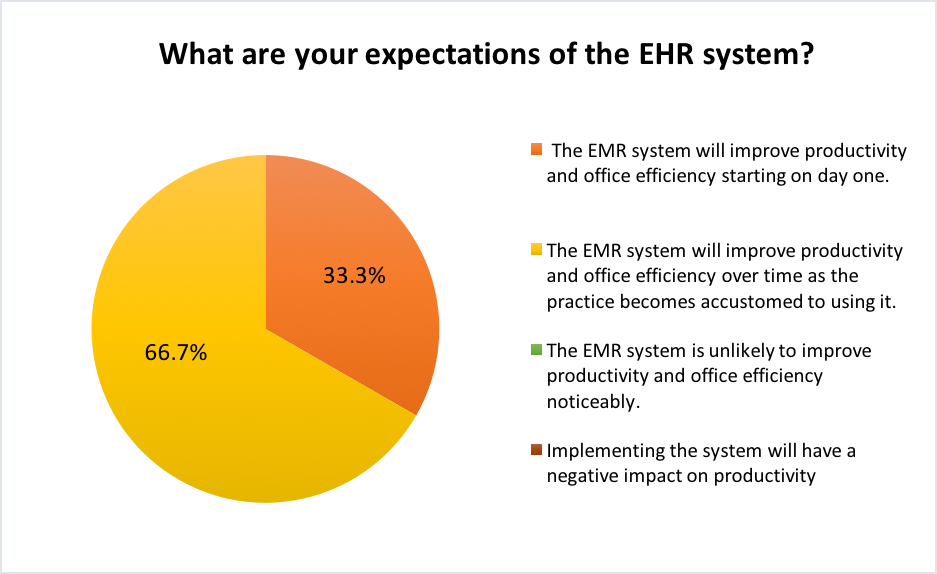 What are your expectations of the EHR system?
33.3%
66.7%
The EMR system will improve productivity
and office efficiency starting on day one.
The EMR system will improve productivity
and office efficiency over time as the
practice becomes accustomed to using it.
The EMR system is unlikely to improve
productivity and office efficiency
noticeably.
Implementing the system will have a
negative impact on productivity